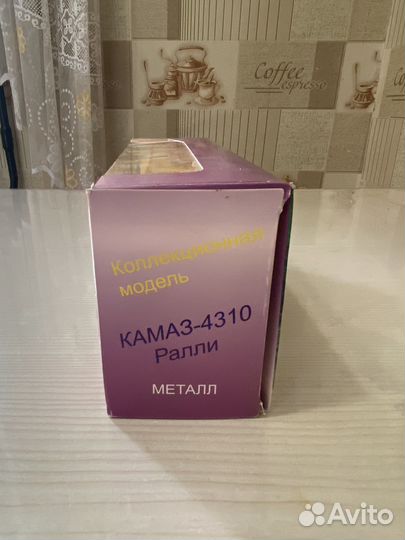 Coffee
espresso
Коллекционная
модель
КАМАЗ-4310
Ралли
МЕТАЛЛ
Avito